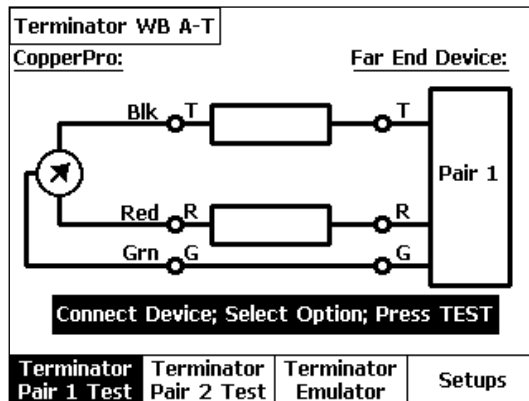 Terminator WB A-T
CopperPro: Far End Device:
Blk T T
Pair 1
Red R R
Grn G G
Connect Device; Select Option; Press TEST
Terminator Pair 1 Test
Terminator Pair 2 Test
Terminator Emulator
Setups